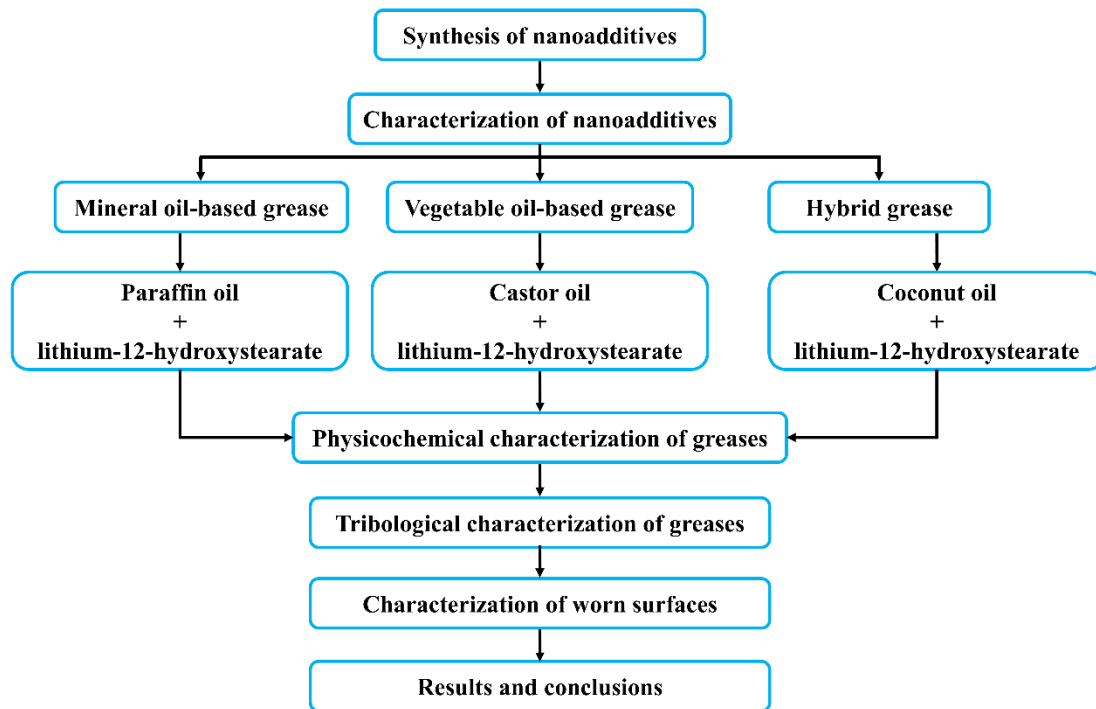 Synthesis of nanoadditives
Characterization of nanoadditives
Mineral oil-based grease
Vegetable oil-based grease
Hybrid grease
Paraffin oil
+
lithium-12-hydroxystearate
Castor oil
+
lithium-12-hydroxystearate
Coconut oil
+
lithium-12-hydroxystearate
Physicochemical characterization of greases
Tribological characterization of greases
Characterization of worn surfaces
Results and conclusions